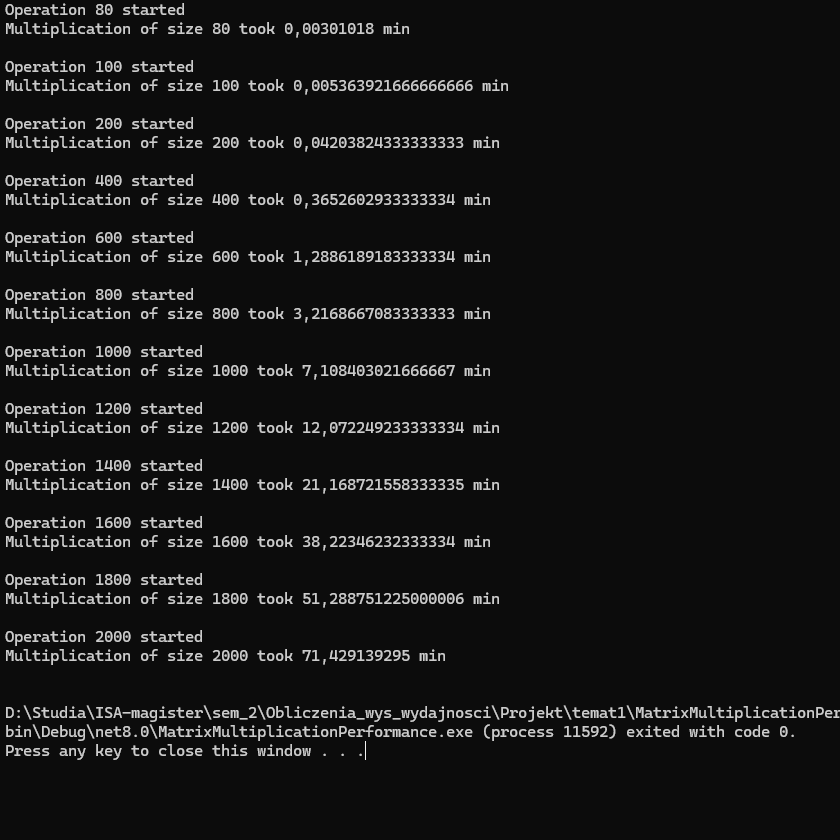 Operation 80 started
Multiplication of size 80 took 0,00301018 min
Operation 100 started
Multiplication of size 100 took 0,005363921666666666 min
Operation 200 started
Multiplication of size 200 took 0,04203824333333333 min
Operation 400 started
Multiplication of size 400 took 0,3652602933333334 min
Operation 600 started
Multiplication of size 600 took 1,2886189183333334 min
Operation 800 started
Multiplication of size 800 took 3,2168667083333333 min
Operation 1000 started
Multiplication of size 1000 took 7,108403021666667 min
Operation 1200 started
Multiplication of size 1200 took 12,072249233333334 min
Operation 1400 started
Multiplication of size 1400 took 21,168721558333335 min
Operation 1600 started
Multiplication of size 1600 took 38,22346232333334 min
Operation 1800 started
Multiplication of size 1800 took 51,288751225000006 min
Operation 2000 started
Multiplication of size 2000 took 71,429139295 min
D:\Studia\ISA-magister\sem_2\Obliczenia_wys_wydajnosci\Projekt\temat1\MatrixMultiplicationPer
bin\Debug\net8.0\MatrixMultiplicationPerformance.exe (process 11592) exited with code 0.
Press any key to close this window . . .